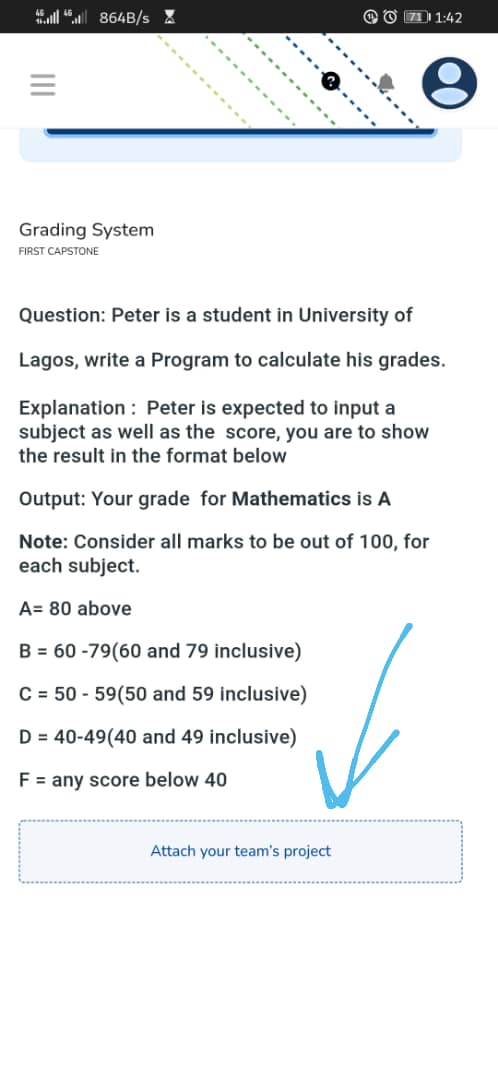 4G 4G 864B/s 71 1:42
?
Grading System
FIRST CAPSTONE
Question: Peter is a student in University of
Lagos, write a Program to calculate his grades.
Explanation :  Peter is expected to input a
subject as well as the  score, you are to show
the result in the format below
Output: Your grade  for Mathematics is A
Note: Consider all marks to be out of 100, for
each subject.
A= 80 above
B = 60 -79(60 and 79 inclusive)
C = 50 - 59(50 and 59 inclusive)
D = 40-49(40 and 49 inclusive)
F = any score below 40
Attach your team's project